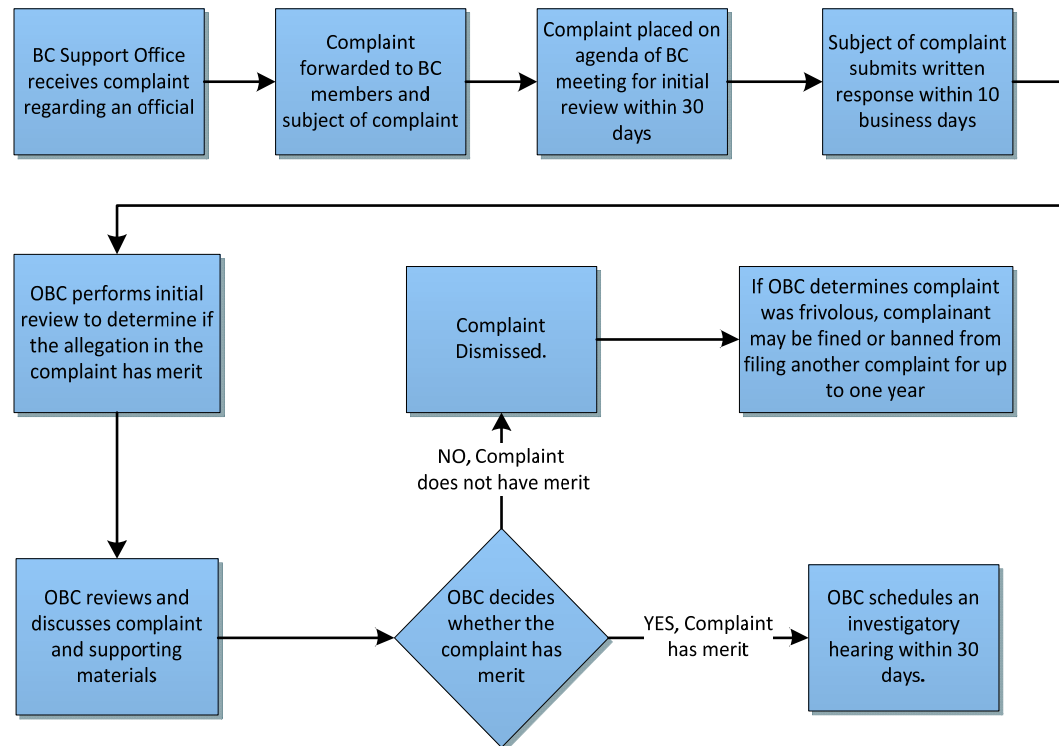 BC Support Office
receives complaint
regarding an official
Complaint
forwarded to BC
members and
subject of complaint
Complaint placed on
agenda of BC
meeting for initial
review within 30
days
Subject of complaint
submits written
response within 10
business days
OBC performs initial
review to determine if
the allegation in the
complaint has merit
Complaint
Dismissed.
If OBC determines complaint
was frivolous, complainant
may be fined or banned from
filing another complaint for up
to one year
NO, Complaint
does not have merit
OBC reviews and
discusses complaint
and supporting
materials
OBC decides
whether the
complaint has
merit
YES, Complaint
has merit
OBC schedules an
investigatory
hearing within 30
days.